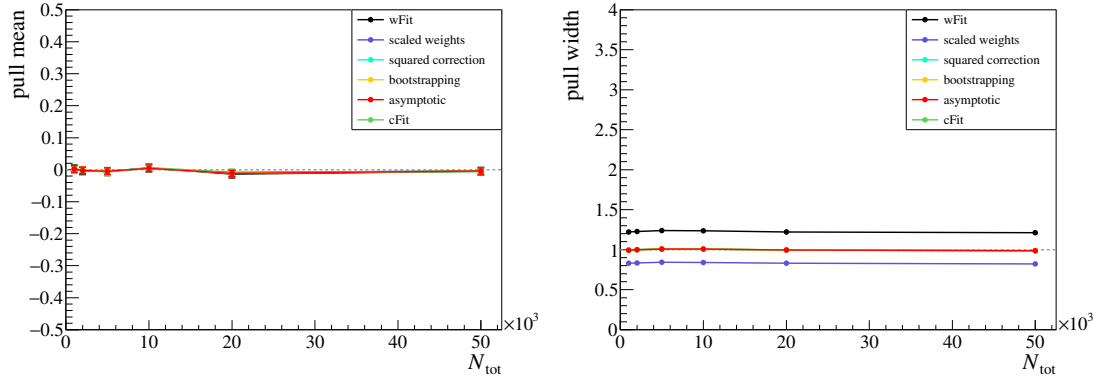 pull mean
0.5
0.4
0.3
0.2
0.1
0
−0.1
−0.2
−0.3
−0.4
−0.5
wFit
scaled weights
squared correction
bootstrapping
asymptotic
cFit
0 10 20 30 40 50
×10³
N_tot
pull width
4
3.5
3
2.5
2
1.5
1
0.5
0
wFit
scaled weights
squared correction
bootstrapping
asymptotic
cFit
0 10 20 30 40 50
×10³
N_tot